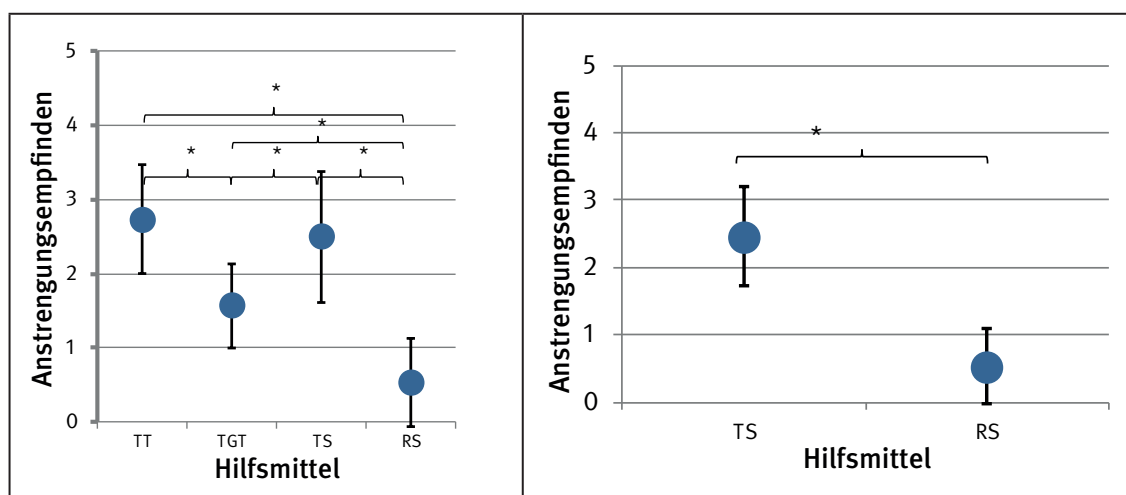 5
4
3
2
1
0
Anstrengungsempfinden
*
*
* * *
TT TGT TS RS
Hilfsmittel
5
4
3
2
1
0
Anstrengungsempfinden
*
TS RS
Hilfsmittel